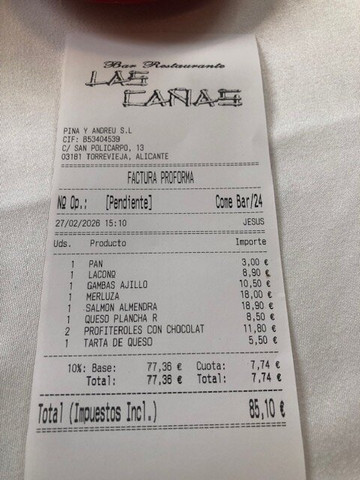 Bar Restaurante
LAS
CAÑAS
PINA Y ANDREU S.L
CIF: B53404539
C/ SAN POLICARPO, 13
03181 TORREVIEJA, ALICANTE
FACTURA PROFORMA
Nº Op.: [Pendiente] Come Bar/24
27/02/2026 15:10 JESUS
Uds. Producto Importe
1 PAN 3,00 €
1 LACONQ 8,90 €
1 GAMBAS AJILLO 10,50 €
1 MERLUZA 18,00 €
1 SALMON ALMENDRA 18,90 €
1 QUESO PLANCHA R 8,50 €
2 PROFITEROLES CON CHOCOLAT 11,80 €
1 TARTA DE QUESO 5,50 €
10%: Base: 77,36 € Cuota: 7,74 €
Total: 77,36 € Total: 7,74 €
Total (Impuestos Incl.) 85,10 €